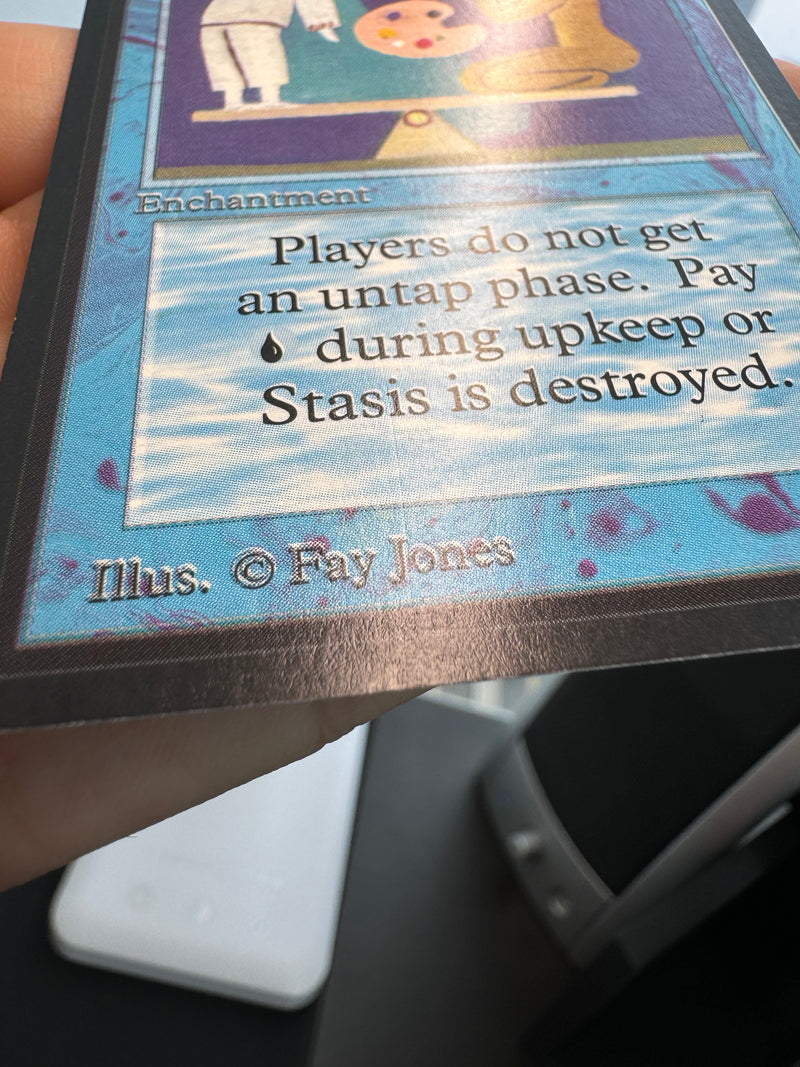 Enchantment
Players do not get
an untap phase. Pay
during upkeep or
Stasis is destroyed.
Illus. © Fay Jones